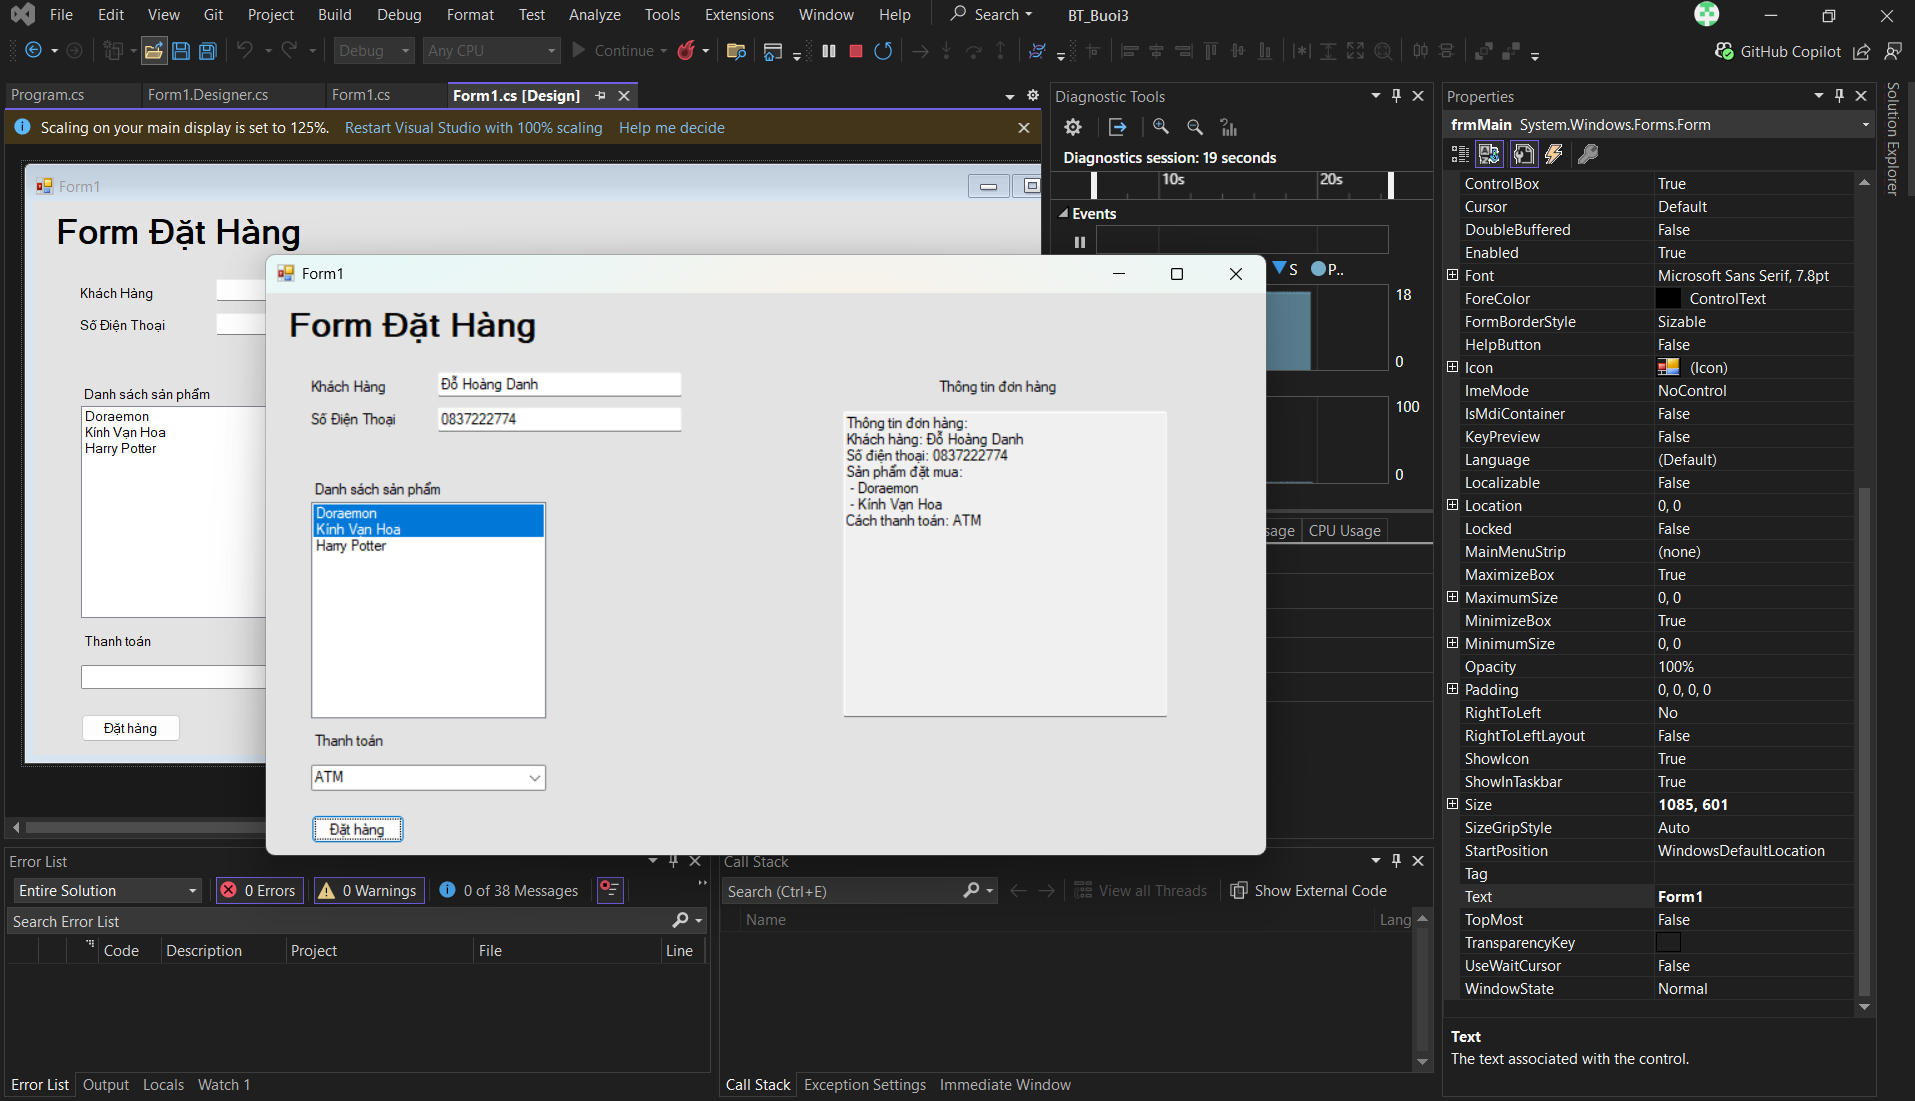 File Edit View Git Project Build Debug Format Test Analyze Tools Extensions Window Help Search BT_Buoi3
Debug Any CPU Continue GitHub Copilot
Program.cs Form1.Designer.cs Form1.cs Form1.cs [Design]
Scaling on your main display is set to 125%. Restart Visual Studio with 100% scaling Help me decide
Form1
Form Đặt Hàng
Khách Hàng
Số Điện Thoại
Danh sách sản phẩm
Doraemon
Kính Vạn Hoa
Harry Potter
Thanh toán
Đặt hàng
Form1
Form Đặt Hàng
Khách Hàng Đỗ Hoàng Danh
Số Điện Thoại 0837222774
Danh sách sản phẩm
Doraemon
Kính Vạn Hoa
Harry Potter
Thanh toán
ATM
Đặt hàng
Thông tin đơn hàng
Thông tin đơn hàng:
Khách hàng: Đỗ Hoàng Danh
Số điện thoại: 0837222774
Sản phẩm đặt mua:
- Doraemon
- Kính Vạn Hoa
Cách thanh toán: ATM
Diagnostic Tools
Diagnostics session: 19 seconds
10s 20s
Events
S P..
18
0
100
0
sage CPU Usage
Properties
frmMain System.Windows.Forms.Form
ControlBox True
Cursor Default
DoubleBuffered False
Enabled True
Font Microsoft Sans Serif, 7.8pt
ForeColor ControlText
FormBorderStyle Sizable
HelpButton False
Icon (Icon)
ImeMode NoControl
IsMdiContainer False
KeyPreview False
Language (Default)
Localizable False
Location 0, 0
Locked False
MainMenuStrip (none)
MaximizeBox True
MaximumSize 0, 0
MinimizeBox True
MinimumSize 0, 0
Opacity 100%
Padding 0, 0, 0, 0
RightToLeft No
RightToLeftLayout False
ShowIcon True
ShowInTaskbar True
Size 1085, 601
SizeGripStyle Auto
StartPosition WindowsDefaultLocation
Tag
Text Form1
TopMost False
TransparencyKey
UseWaitCursor False
WindowState Normal
Text
The text associated with the control.
Solution Explorer
Error List
Entire Solution 0 Errors 0 Warnings 0 of 38 Messages
Search Error List
Code Description Project File Line
Error List Output Locals Watch 1
Call Stack
Search (Ctrl+E) View all Threads Show External Code
Name Lang
Call Stack Exception Settings Immediate Window